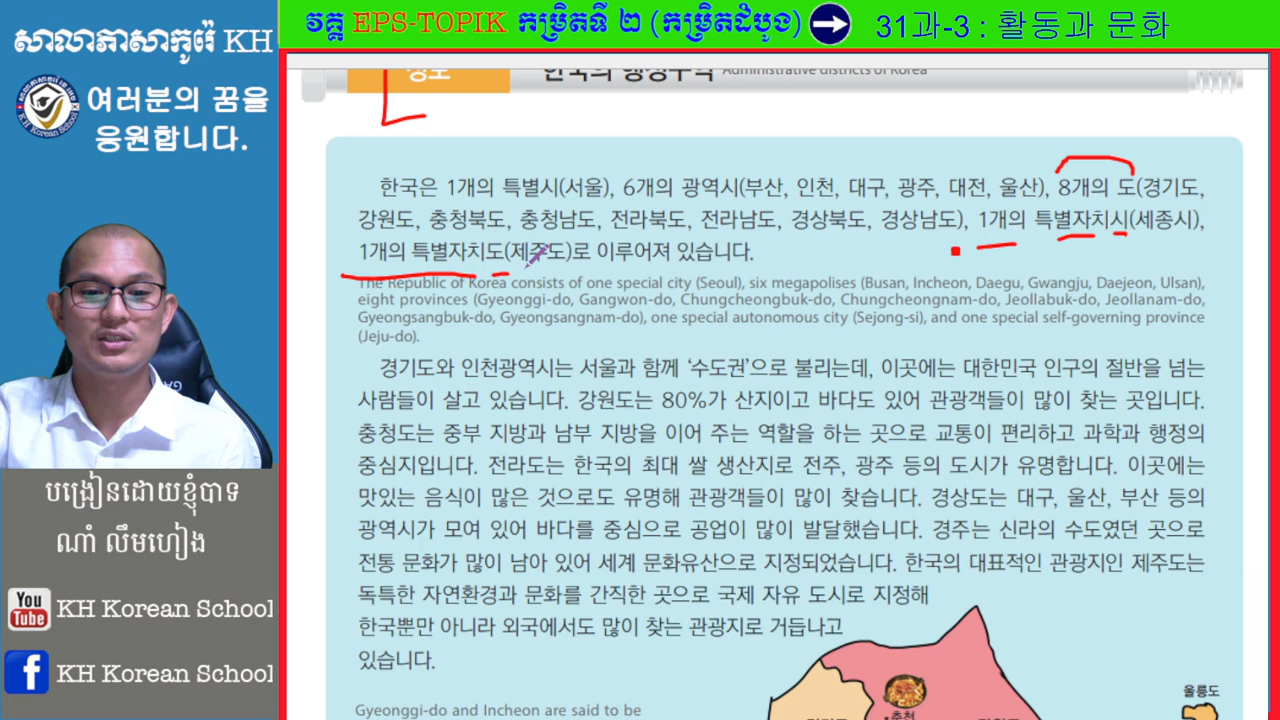 វគ្គ EPS-TOPIK កម្រិតទី ២ (កម្រិតដំបូង) 31과-3 : 활동과 문화
សាលាភាសាកូរ៉េ KH
여러분의 꿈을
응원합니다.
បង្រៀនដោយខ្ញុំបាទ
ណាំ លឹមហៀង
You Tube KH Korean School
KH Korean School
정보 한국의 행정구역 Administrative districts of Korea
한국은 1개의 특별시(서울), 6개의 광역시(부산, 인천, 대구, 광주, 대전, 울산), 8개의 도(경기도,
강원도, 충청북도, 충청남도, 전라북도, 전라남도, 경상북도, 경상남도), 1개의 특별자치시(세종시),
1개의 특별자치도(제주도)로 이루어져 있습니다.
The Republic of Korea consists of one special city (Seoul), six megapolises (Busan, Incheon, Daegu, Gwangju, Daejeon, Ulsan),
eight provinces (Gyeonggi-do, Gangwon-do, Chungcheongbuk-do, Chungcheongnam-do, Jeollabuk-do, Jeollanam-do,
Gyeongsangbuk-do, Gyeongsangnam-do), one special autonomous city (Sejong-si), and one special self-governing province
(Jeju-do).
경기도와 인천광역시는 서울과 함께 ‘수도권’으로 불리는데, 이곳에는 대한민국 인구의 절반을 넘는
사람들이 살고 있습니다. 강원도는 80%가 산지이고 바다도 있어 관광객들이 많이 찾는 곳입니다.
충청도는 중부 지방과 남부 지방을 이어 주는 역할을 하는 곳으로 교통이 편리하고 과학과 행정의
중심지입니다. 전라도는 한국의 최대 쌀 생산지로 전주, 광주 등의 도시가 유명합니다. 이곳에는
맛있는 음식이 많은 것으로도 유명해 관광객들이 많이 찾습니다. 경상도는 대구, 울산, 부산 등의
광역시가 모여 있어 바다를 중심으로 공업이 많이 발달했습니다. 경주는 신라의 수도였던 곳으로
전통 문화가 많이 남아 있어 세계 문화유산으로 지정되었습니다. 한국의 대표적인 관광지인 제주도는
독특한 자연환경과 문화를 간직한 곳으로 국제 자유 도시로 지정해
한국뿐만 아니라 외국에서도 많이 찾는 관광지로 거듭나고
있습니다.
Gyeonggi-do and Incheon are said to be
춘천
울릉도